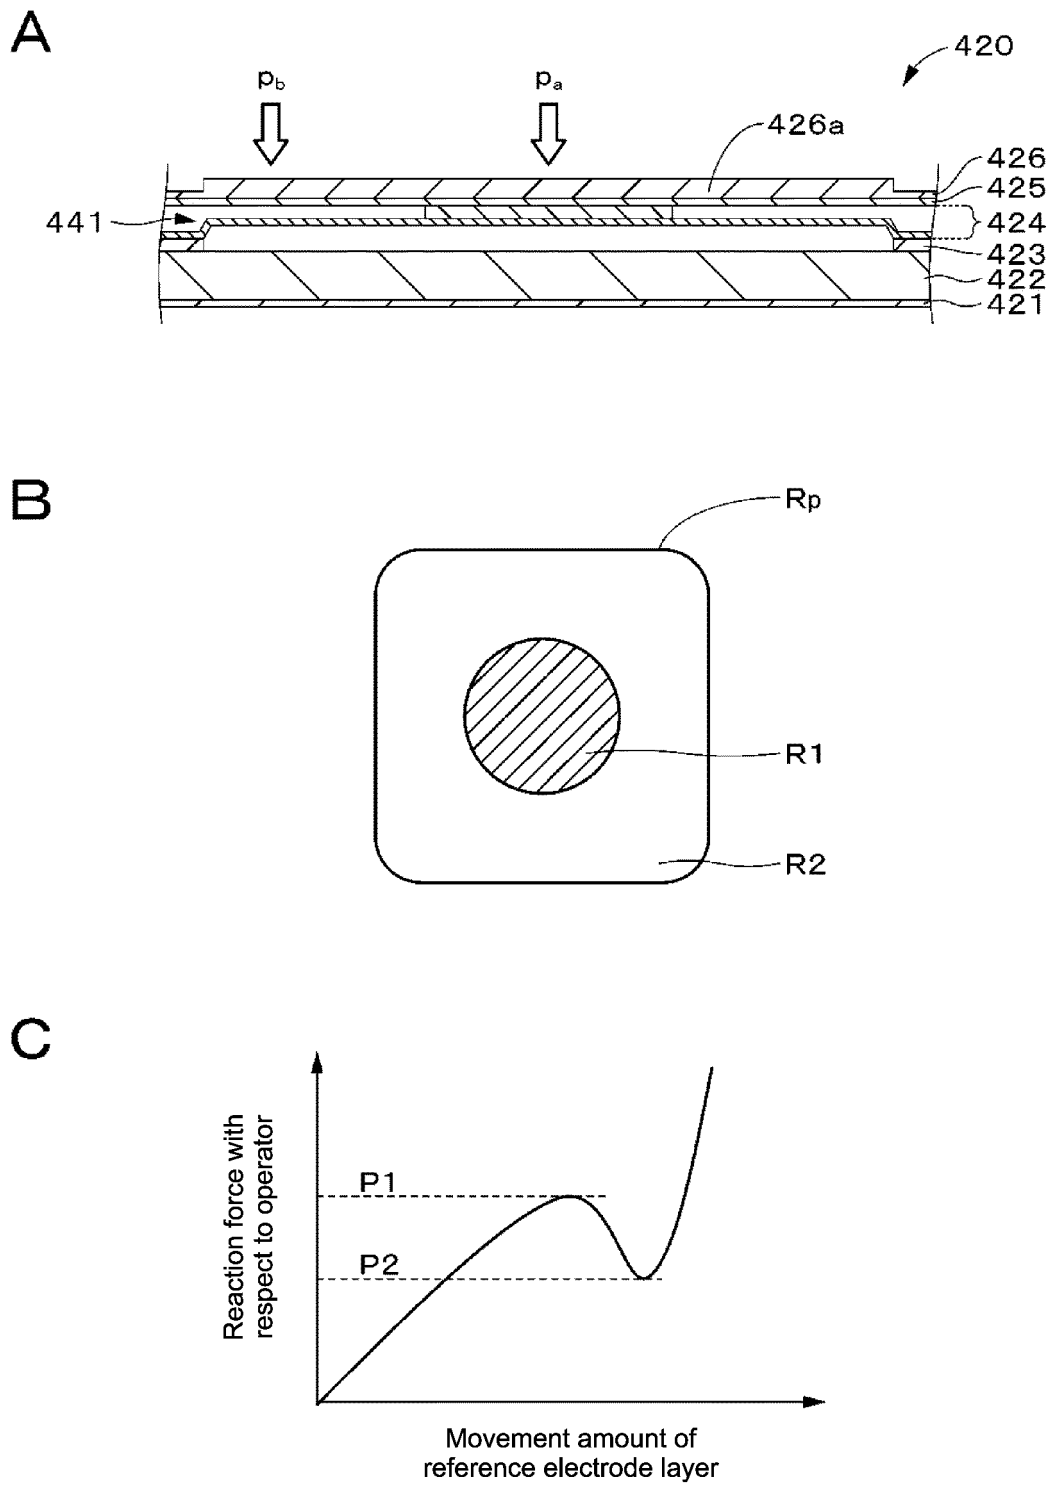 A
420
pb
pa
426a
426
425
441
424
423
422
421
B
Rp
R1
R2
C
P1
P2
Reaction force with
respect to operator
Movement amount of
reference electrode layer